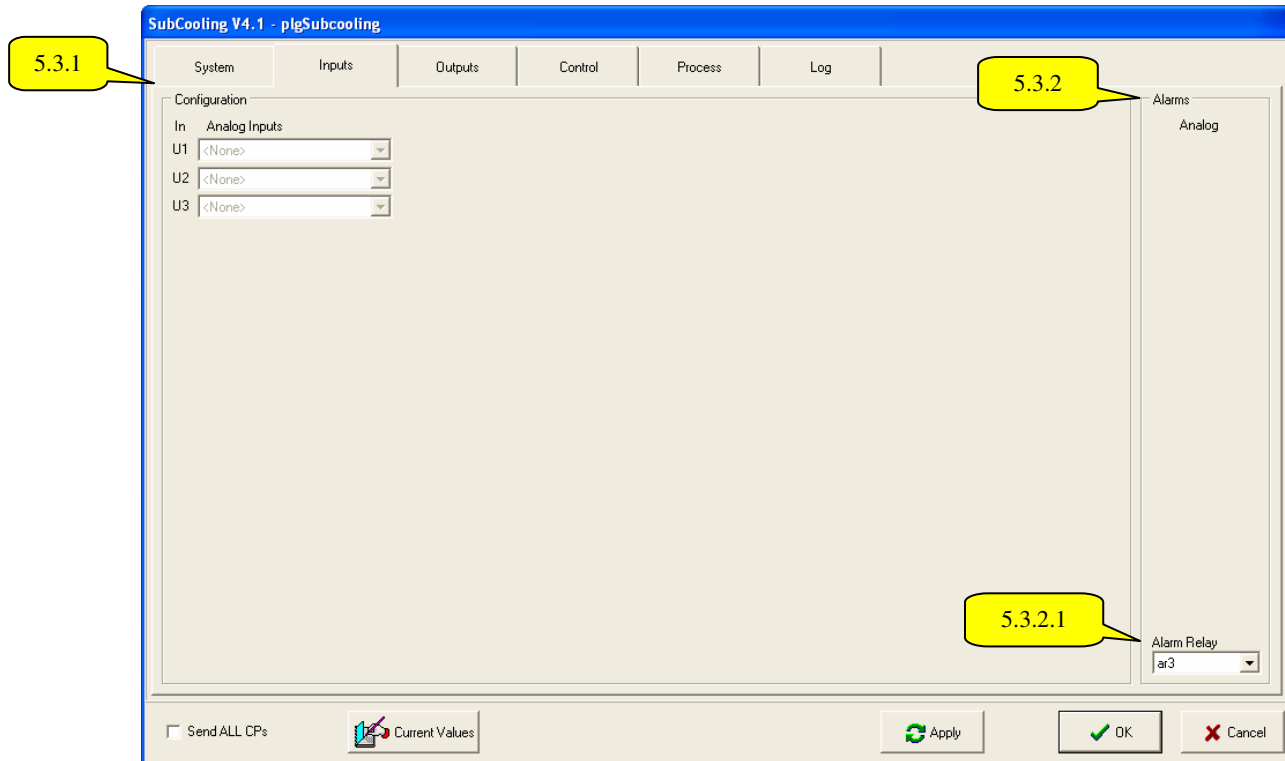 SubCooling V4.1 - plgSubcooling
5.3.1
System Inputs Outputs Control Process Log
5.3.2
Configuration
Alarms
In Analog Inputs
Analog
U1 <None>
U2 <None>
U3 <None>
5.3.2.1
Alarm Relay
ar3
Send ALL CPs
Current Values
Apply
OK
Cancel